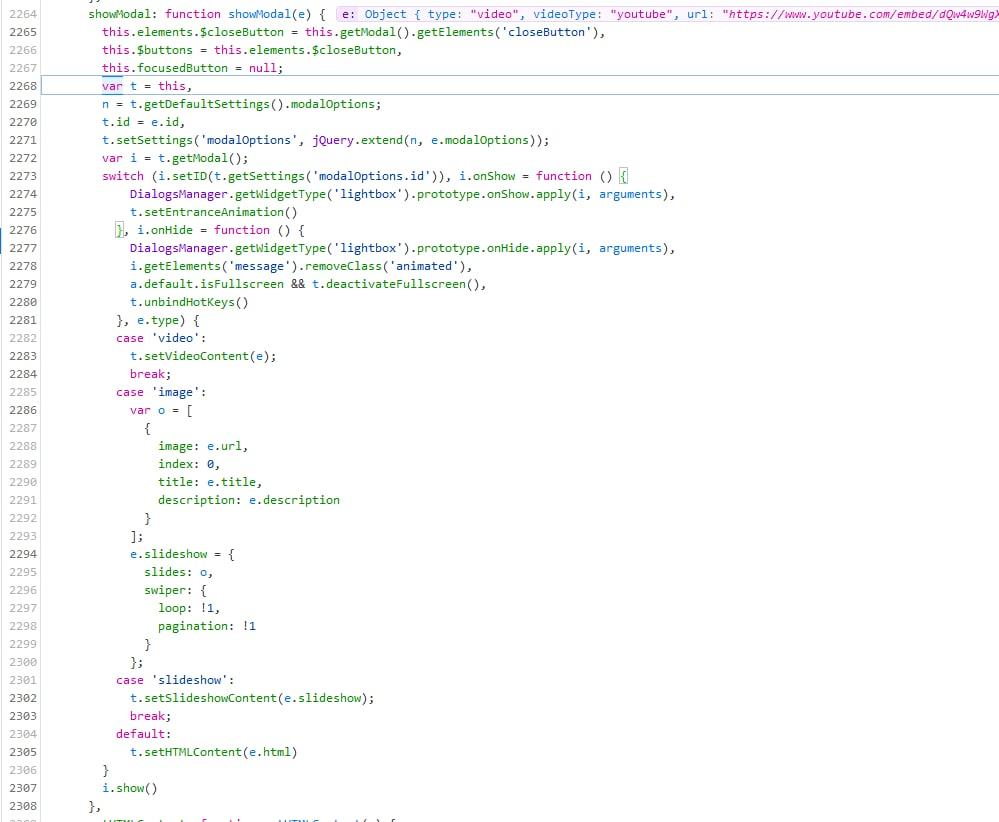 2264 showModal: function showModal(e) { e: Object { type: "video", videoType: "youtube", url: "https://www.youtube.com/embed/dQw4w9WgX
2265 this.elements.$closeButton = this.getModal().getElements('closeButton'),
2266 this.$buttons = this.elements.$closeButton,
2267 this.focusedButton = null;
2268 var t = this,
2269 n = t.getDefaultSettings().modalOptions;
2270 t.id = e.id,
2271 t.setSettings('modalOptions', jQuery.extend(n, e.modalOptions));
2272 var i = t.getModal();
2273 switch (i.setID(t.getSettings('modalOptions.id')), i.onShow = function () {
2274 DialogsManager.getWidgetType('lightbox').prototype.onShow.apply(i, arguments),
2275 t.setEntranceAnimation()
2276 }, i.onHide = function () {
2277 DialogsManager.getWidgetType('lightbox').prototype.onHide.apply(i, arguments),
2278 i.getElements('message').removeClass('animated'),
2279 a.default.isFullscreen && t.deactivateFullscreen(),
2280 t.unbindHotKeys()
2281 }, e.type) {
2282 case 'video':
2283 t.setVideoContent(e);
2284 break;
2285 case 'image':
2286 var o = [
2287 {
2288 image: e.url,
2289 index: 0,
2290 title: e.title,
2291 description: e.description
2292 }
2293 ];
2294 e.slideshow = {
2295 slides: o,
2296 swiper: {
2297 loop: !1,
2298 pagination: !1
2299 }
2300 };
2301 case 'slideshow':
2302 t.setSlideshowContent(e.slideshow);
2303 break;
2304 default:
2305 t.setHTMLContent(e.html)
2306 }
2307 i.show()
2308 },